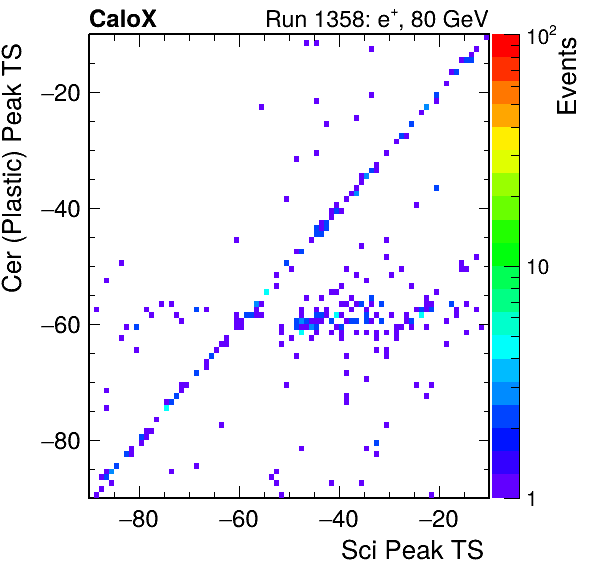 CaloX Run 1358: e⁺, 80 GeV
Cer (Plastic) Peak TS
−20
−40
−60
−80
−80 −60 −40 −20
Sci Peak TS
10²
10
1
Events